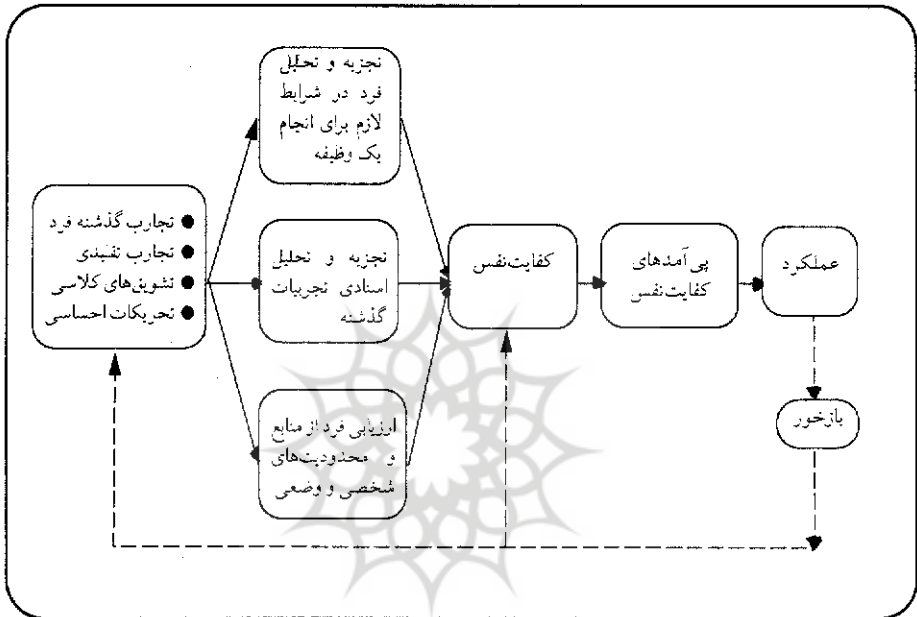 تجزیه و تحلیل
فرد در شرایط
لازم برای انجام
یک وظیفه
● تجارب گذشته فرد
● تجارب تقلیدی
● تشویق‌های کلاسی
● تحریکات احساسی
تجزیه و تحلیل
اسنادی تجربیات
گذشته
ارزیابی فرد از منابع
و محدودیت‌های
شخصی و وضعی
کفایت‌نفس
پی‌آمدهای
کفایت‌نفس
عملکرد
بازخور